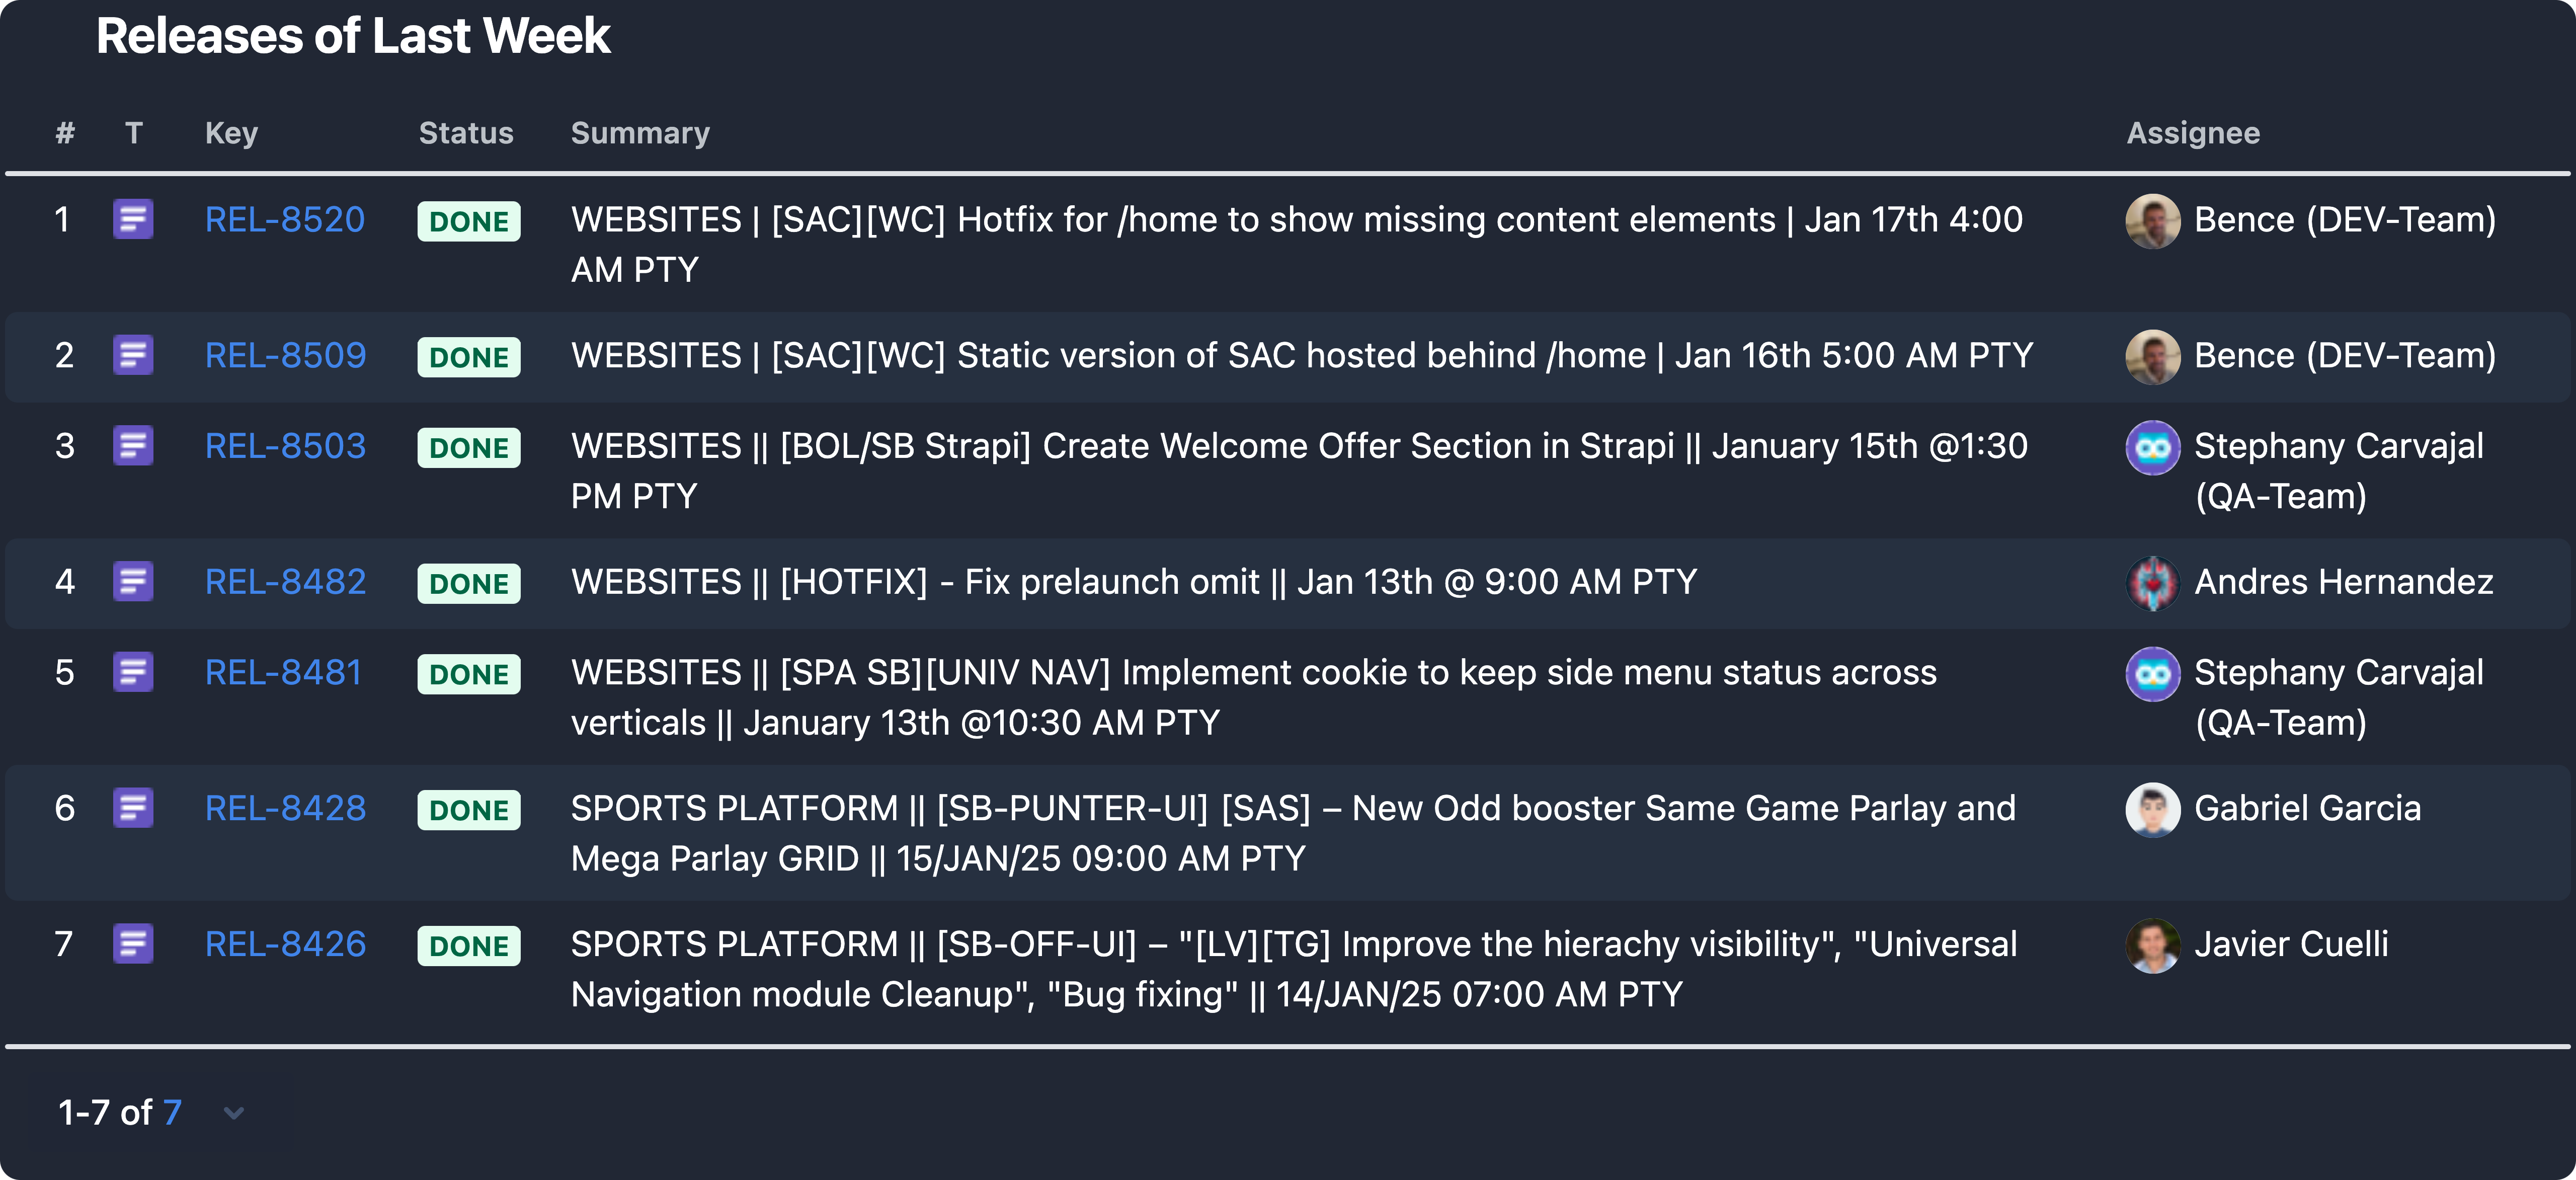 Releases of Last Week
# T Key Status Summary Assignee
1 REL-8520 DONE WEBSITES | [SAC][WC] Hotfix for /home to show missing content elements | Jan 17th 4:00 Bence (DEV-Team)
AM PTY
2 REL-8509 DONE WEBSITES | [SAC][WC] Static version of SAC hosted behind /home | Jan 16th 5:00 AM PTY Bence (DEV-Team)
3 REL-8503 DONE WEBSITES || [BOL/SB Strapi] Create Welcome Offer Section in Strapi || January 15th @1:30 Stephany Carvajal
PM PTY (QA-Team)
4 REL-8482 DONE WEBSITES || [HOTFIX] - Fix prelaunch omit || Jan 13th @ 9:00 AM PTY Andres Hernandez
5 REL-8481 DONE WEBSITES || [SPA SB][UNIV NAV] Implement cookie to keep side menu status across Stephany Carvajal
verticals || January 13th @10:30 AM PTY (QA-Team)
6 REL-8428 DONE SPORTS PLATFORM || [SB-PUNTER-UI] [SAS] – New Odd booster Same Game Parlay and Gabriel Garcia
Mega Parlay GRID || 15/JAN/25 09:00 AM PTY
7 REL-8426 DONE SPORTS PLATFORM || [SB-OFF-UI] – "[LV][TG] Improve the hierachy visibility", "Universal Javier Cuelli
Navigation module Cleanup", "Bug fixing" || 14/JAN/25 07:00 AM PTY
1-7 of 7